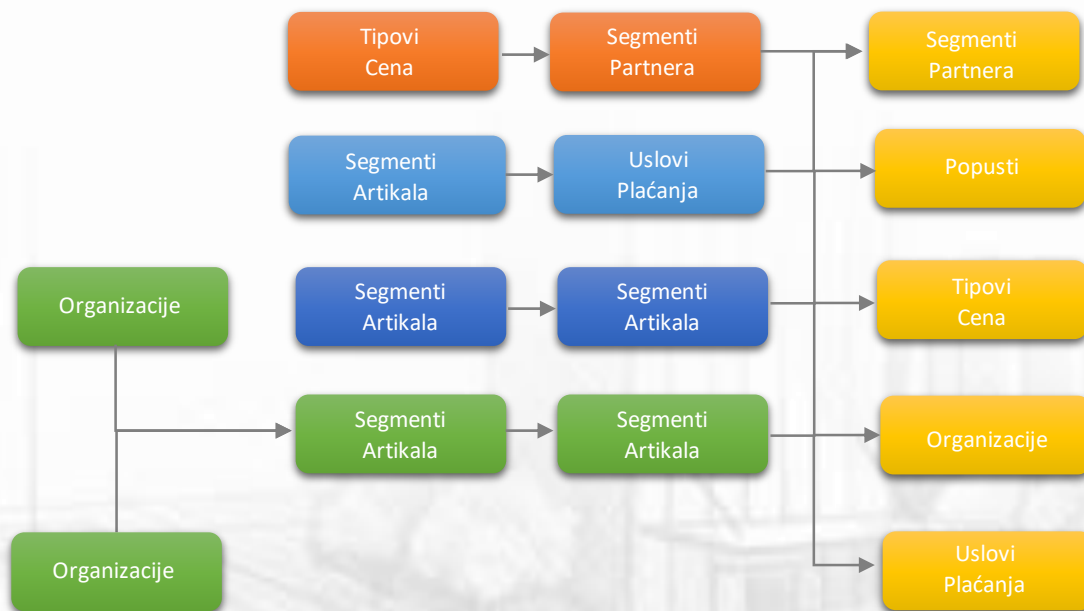 Tipovi
Cena
Segmenti
Partnera
Segmenti
Partnera
Segmenti
Artikala
Uslovi
Plaćanja
Popusti
Organizacije
Segmenti
Artikala
Segmenti
Artikala
Tipovi
Cena
Segmenti
Artikala
Segmenti
Artikala
Organizacije
Organizacije
Uslovi
Plaćanja